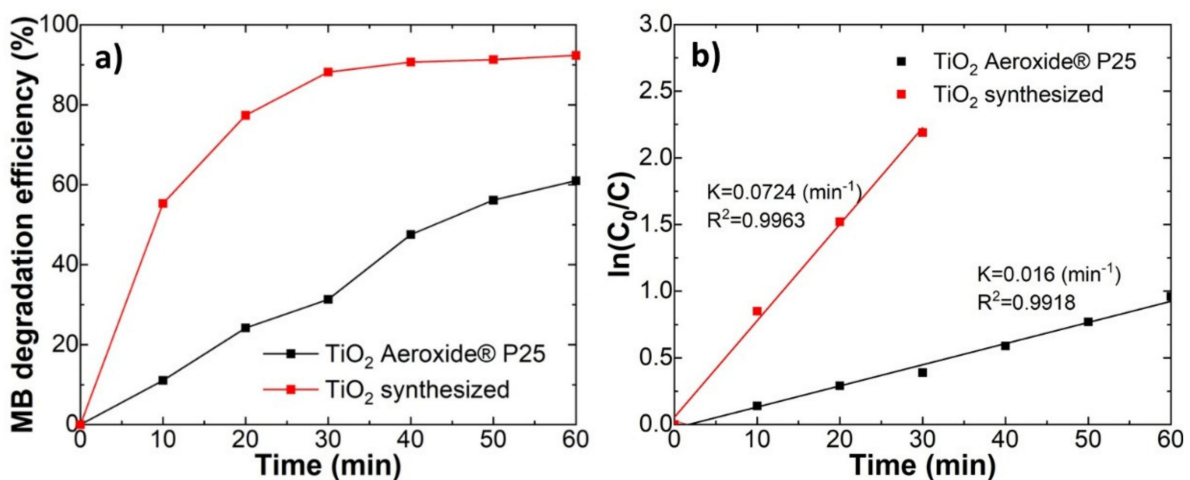 MB degradation efficiency (%)
100
80
60
40
20
0
a)
TiO₂ Aeroxide® P25
TiO₂ synthesized
0 10 20 30 40 50 60
Time (min)
ln(C₀/C)
3.0
2.5
2.0
1.5
1.0
0.5
0.0
b)
TiO₂ Aeroxide® P25
TiO₂ synthesized
K=0.0724 (min⁻¹)
R²=0.9963
K=0.016 (min⁻¹)
R²=0.9918
0 10 20 30 40 50 60
Time (min)